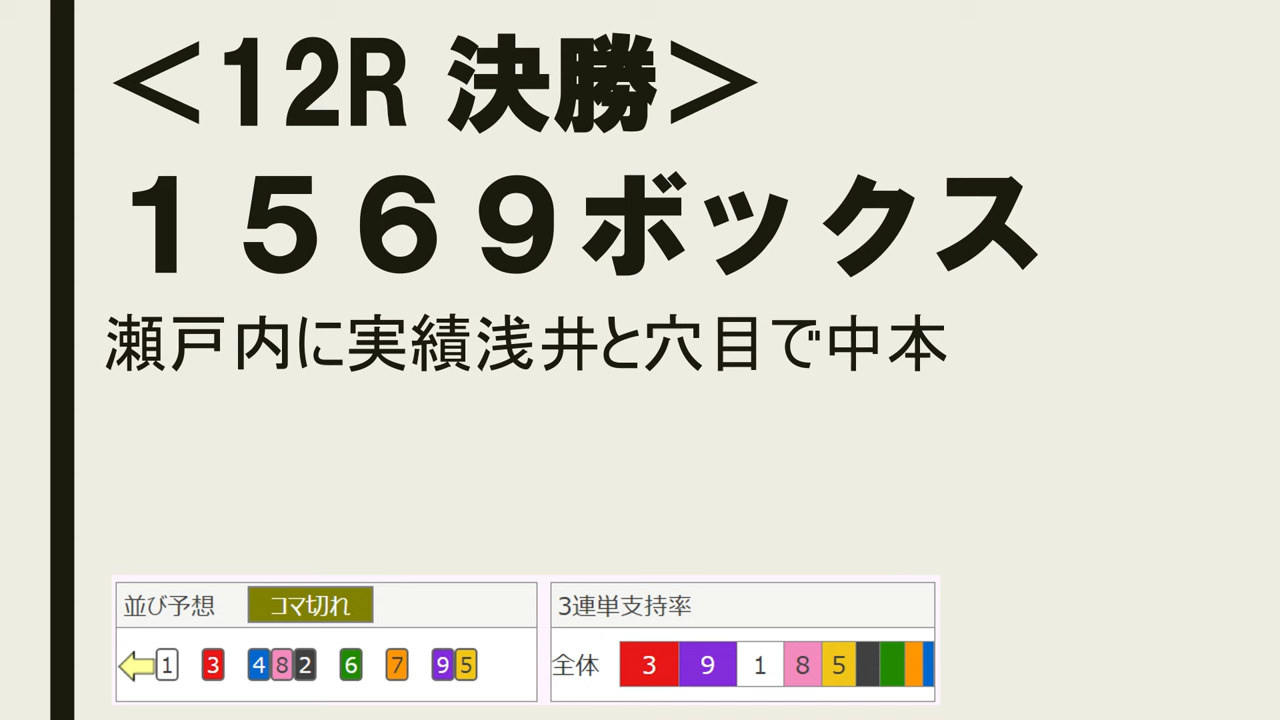 ＜12R 決勝＞
１５６９ボックス
瀬戸内に実績浅井と穴目で中本
並び予想 コマ切れ
1 3 4 8 2 6 7 9 5
3連単支持率
全体 3 9 1 8 5